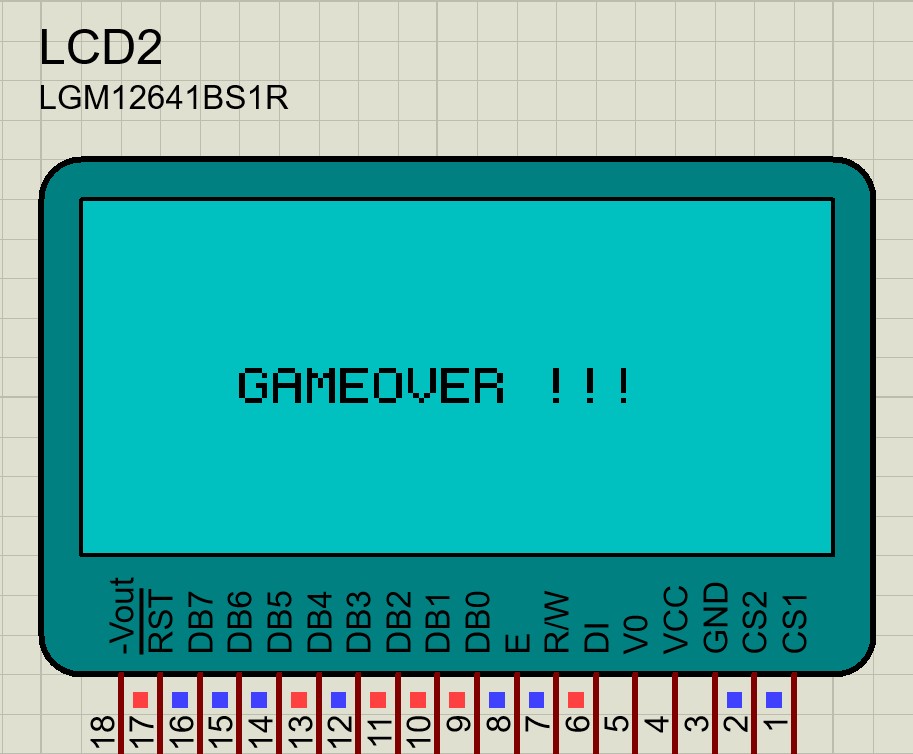 LCD2
LGM12641BS1R
GAMEOVER !!!
-Vout RST DB7 DB6 DB5 DB4 DB3 DB2 DB1 DB0 E R/W DI V0 VCC GND CS2 CS1
18 17 16 15 14 13 12 11 10 9 8 7 6 5 4 3 2 1